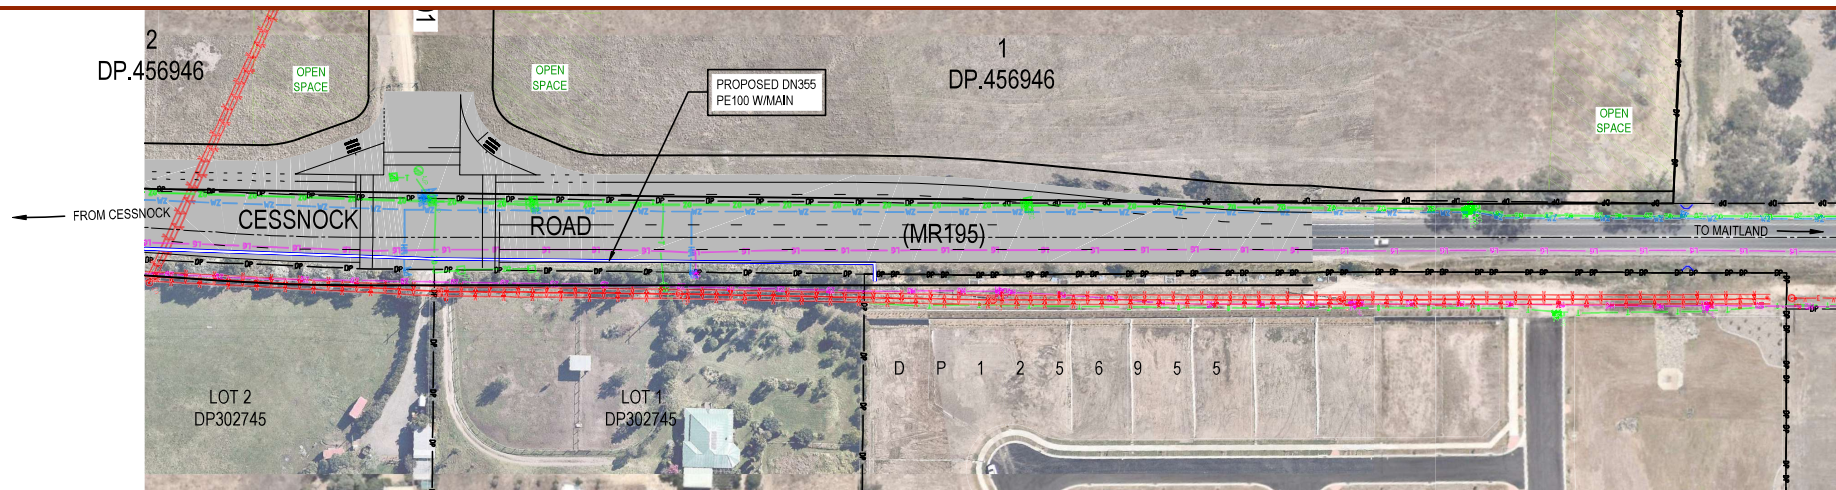 01
2
DP.456946
OPEN
SPACE
OPEN
SPACE
PROPOSED DN355
PE100 W/MAIN
1
DP.456946
OPEN
SPACE
FROM CESSNOCK
CESSNOCK
ROAD
(MR195)
TO MAITLAND
D P 1 2 5 6 9 5 5
LOT 2
DP302745
LOT 1
DP302745